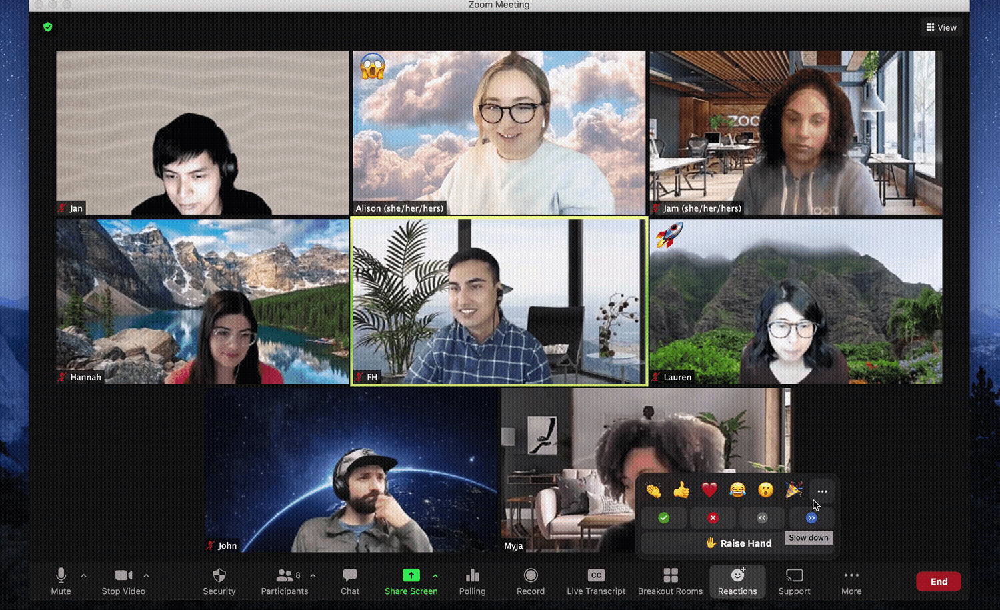 Zoom Meeting
View
Jan
Alison (she/her/hers)
ZOO
Jam (she/her/hers)
Hannah
FH
Lauren
John
Myja
Slow down
Raise Hand
Mute
Stop Video
Security
8
Participants
Chat
Share Screen
Polling
Record
CC
Live Transcript
Breakout Rooms
Reactions
Support
More
End